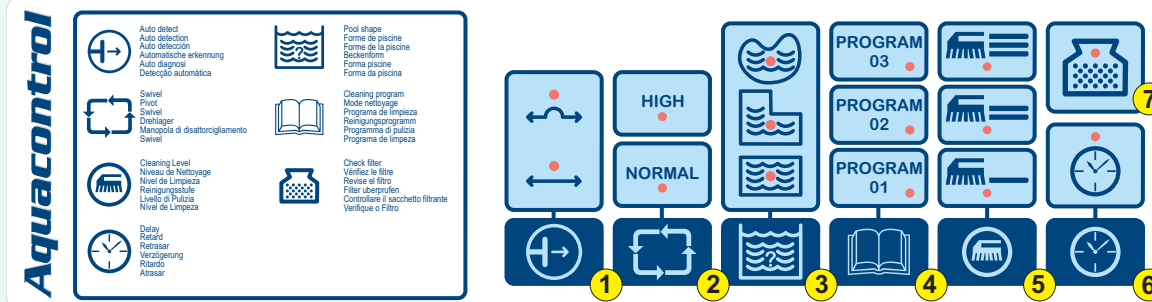 Aquacontrol
Auto detect
Auto detection
Auto detección
Automatische erkennung
Auto diagnosi
Detecção automática
Swivel
Pivot
Swivel
Drehlager
Manopola di disattorcigliamento
Swivel
Cleaning Level
Niveau de Nettoyage
Nivel de Limpieza
Reinigungsstufe
Livello di Pulizia
Nível de Limpeza
Delay
Retard
Retrasar
Verzögerung
Ritardo
Atrasar
?
Pool shape
Forme de piscine
Forme de la piscine
Beckenform
Forma piscine
Forma da piscina
Cleaning program
Mode nettoyage
Programa de limpieza
Reinigungsprogramm
Programma di pulizia
Programa de limpeza
Check filter
Vérifiez le filtre
Revise el filtro
Filter uberprufen
Controllare il sacchetto filtrante
Verifique o Filtro
HIGH
NORMAL
PROGRAM
03
PROGRAM
02
PROGRAM
01
?
1
2
3
4
5
6
7